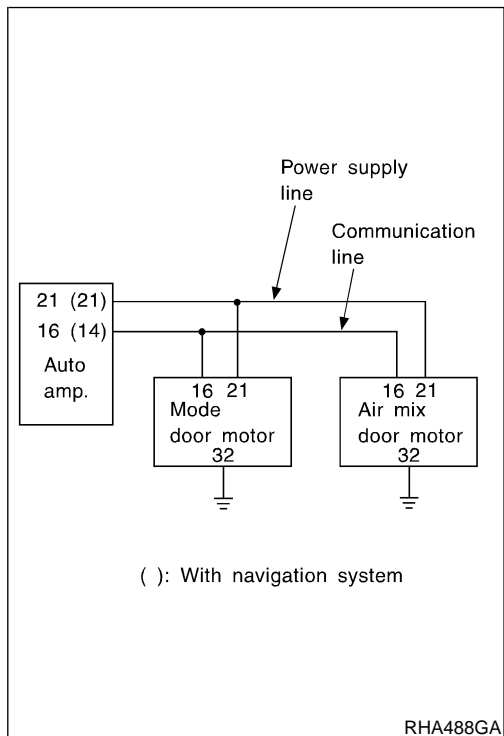 Power supply
line
Communication
line
21 (21)
16 (14)
Auto
amp.
16 21
Mode
door motor
32
16 21
Air mix
door motor
32
( ): With navigation system
RHA488GA